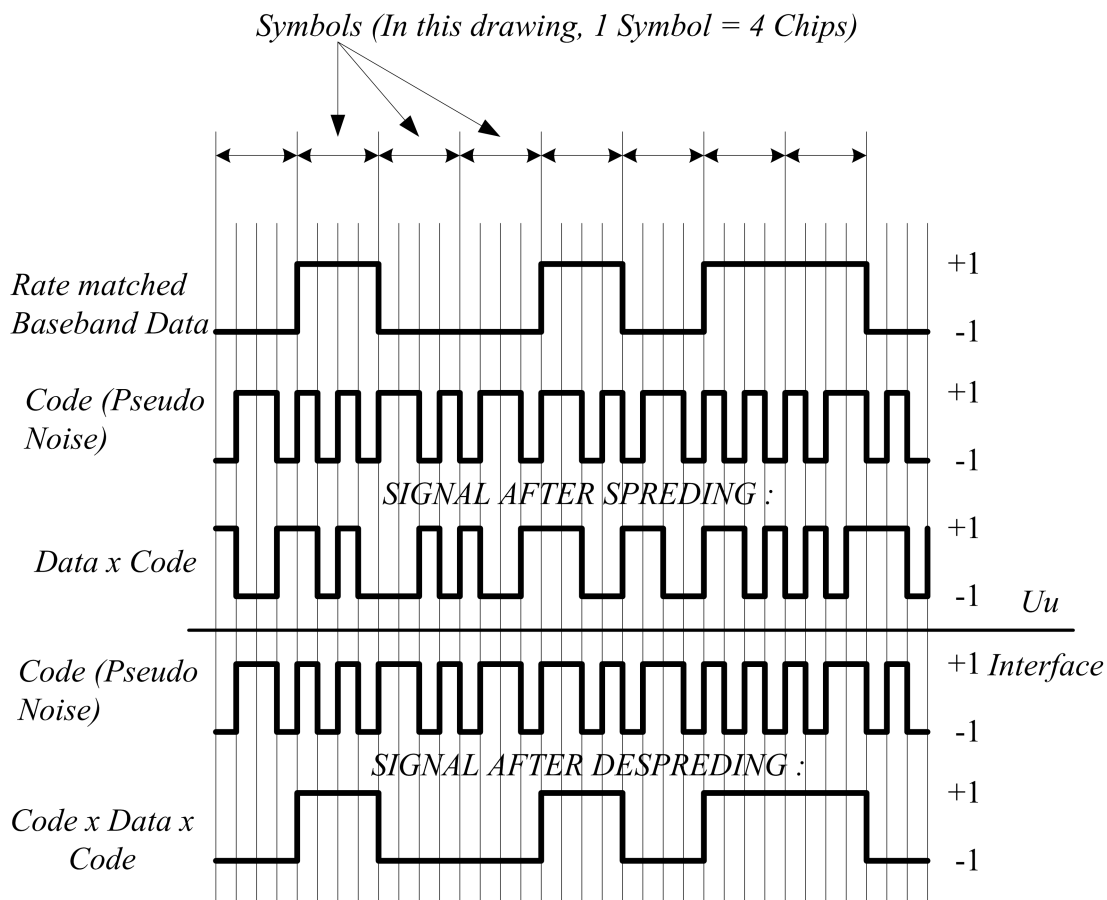 Symbols (In this drawing, 1 Symbol = 4 Chips)
+1
Rate matched
Baseband Data
-1
Code (Pseudo
Noise)
+1
-1
SIGNAL AFTER SPREDING :
+1
Data x Code
-1
Uu
Code (Pseudo
Noise)
+1
Interface
-1
SIGNAL AFTER DESPREDING :
+1
Code x Data x
Code
-1